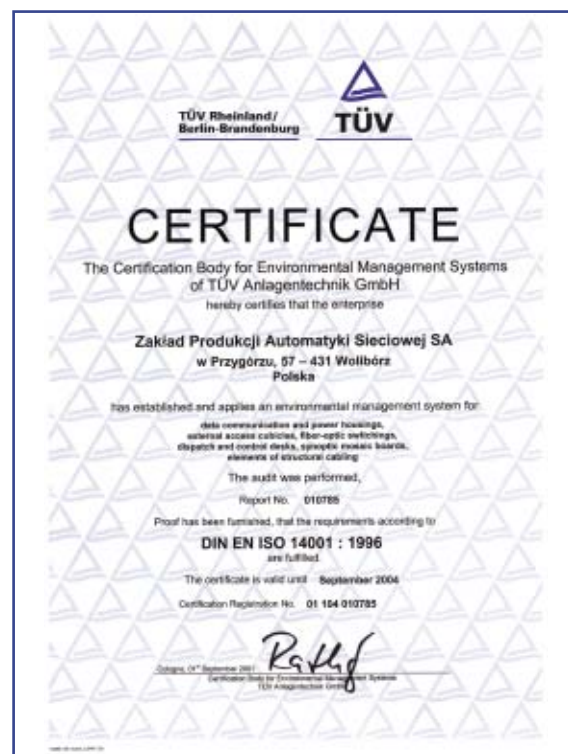 TÜV Rheinland/
Berlin-Brandenburg
TÜV
CERTIFICATE
The Certification Body for Environmental Management Systems
of TÜV Anlagentechnik GmbH
hereby certifies that the enterprise
Zakład Produkcji Automatyki Sieciowej SA
w Przygórzu, 57 – 431 Wolibórz
Polska
has established and applies an environmental management system for
data communication and power housings,
external access cubicles, fiber-optic switchings,
dispatch and control desks, synoptic mosaic boards,
elements of structural cabling
The audit was performed,
Report No. 010785
Proof has been furnished, that the requirements according to
DIN EN ISO 14001 : 1996
are fulfilled.
The certificate is valid until September 2004
Certification Registration No. 01 104 010785
Cologne, 01st September 2001
Certification Body for Environmental Management Systems
TÜV Anlagentechnik GmbH